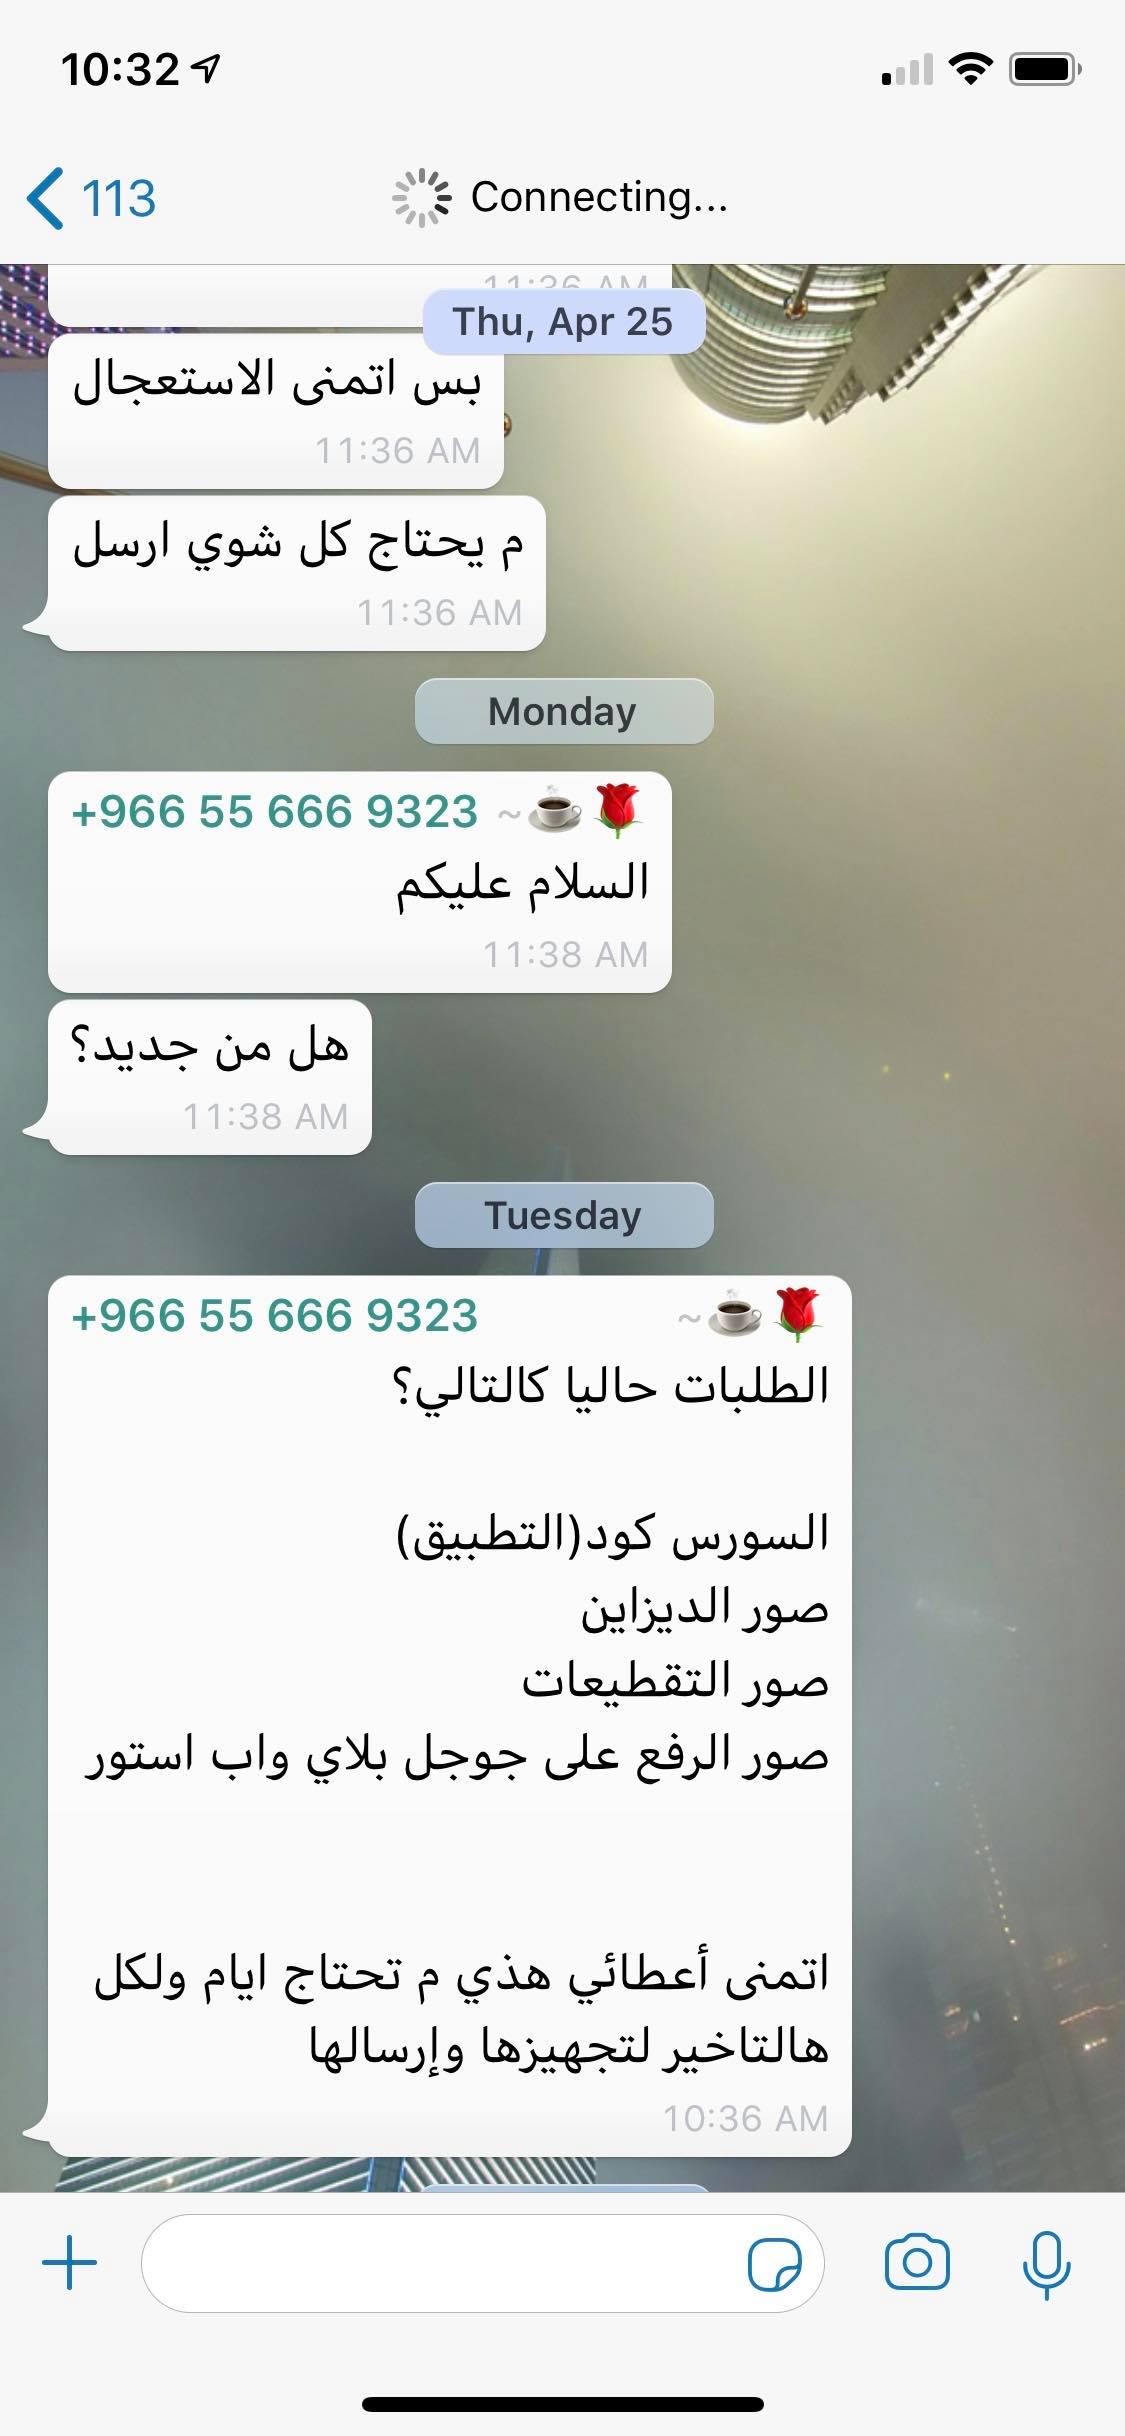 10:32
113
Connecting...
11:36 AM
Thu, Apr 25
بس اتمنى الاستعجال
11:36 AM
م يحتاج كل شوي ارسل
11:36 AM
Monday
+966 55 666 9323 ~☕🌹
السلام عليكم
11:38 AM
هل من جديد؟
11:38 AM
Tuesday
+966 55 666 9323 ~☕🌹
الطلبات حاليا كالتالي؟
السورس كود(التطبيق)
صور الديزاين
صور التقطيعات
صور الرفع على جوجل بلاي واب استور
اتمنى أعطائي هذي م تحتاج ايام ولكل
هالتاخير لتجهيزها وإرسالها
10:36 AM